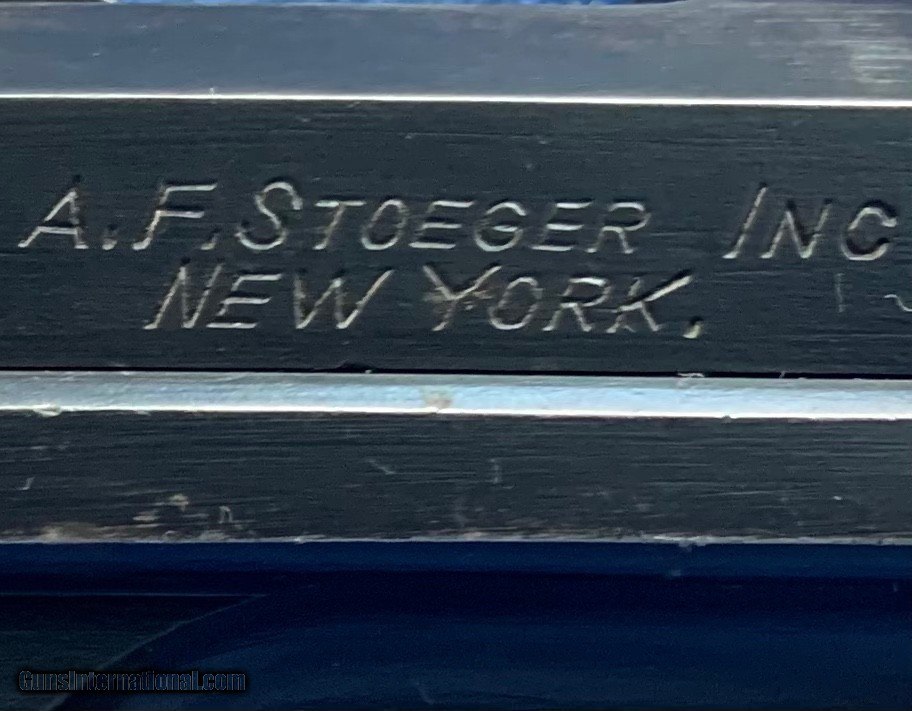 A.F.STOEGER INC
NEW YORK.
GunsInternational.com